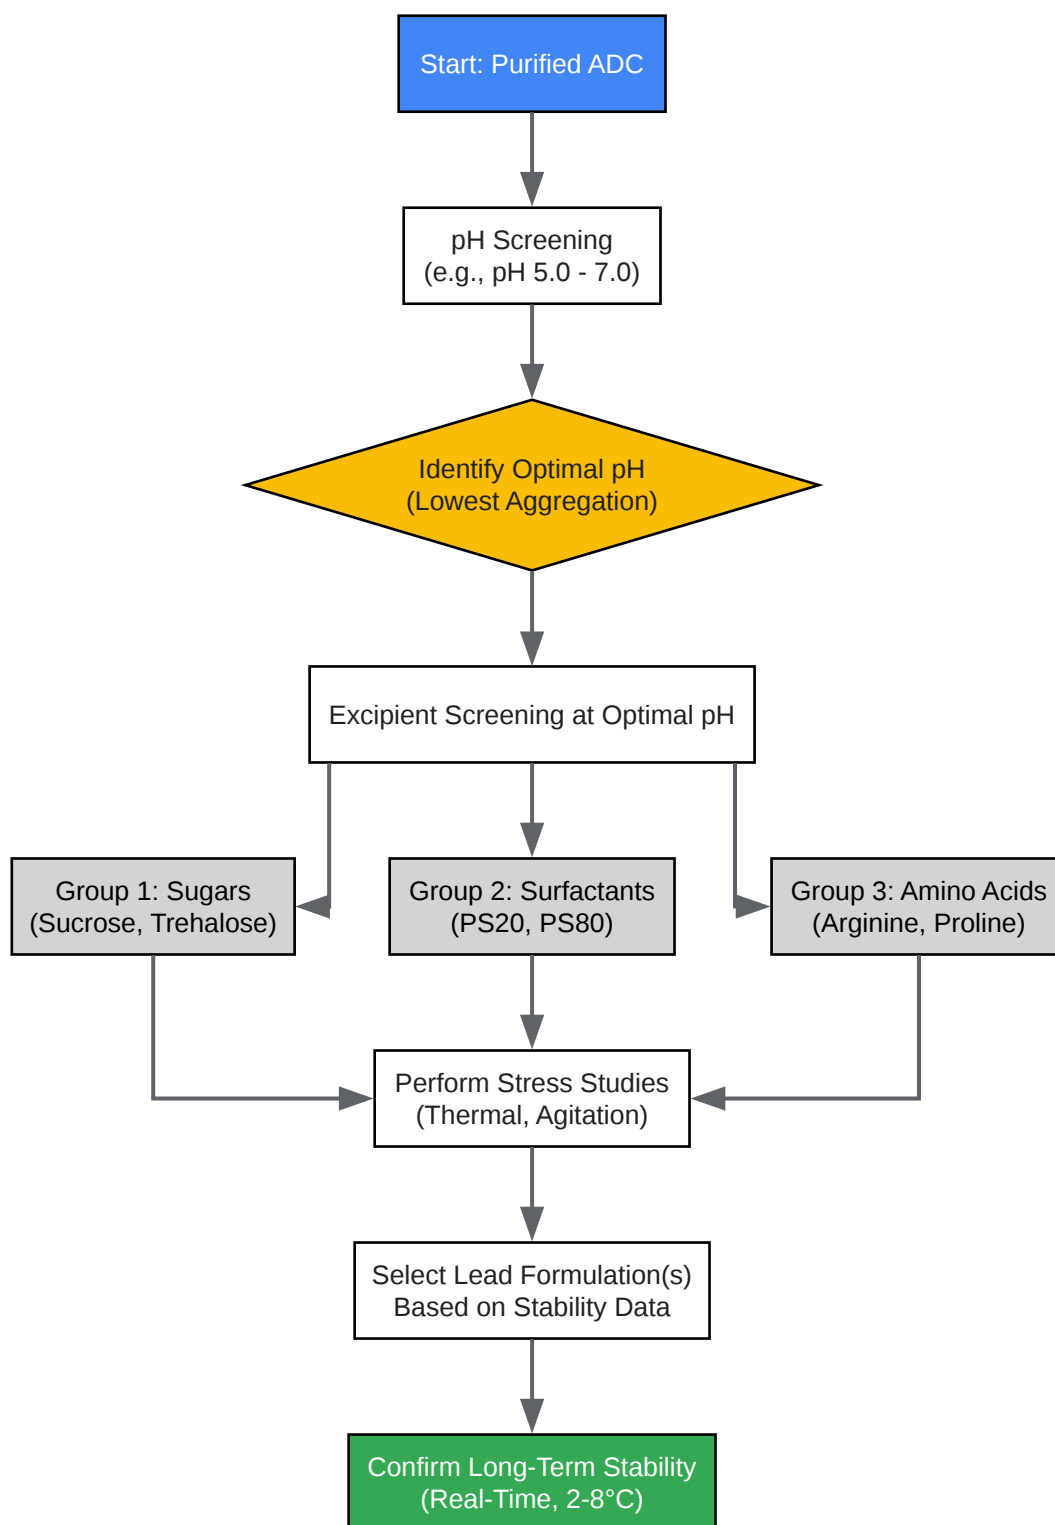 Start: Purified ADC
pH Screening
(e.g., pH 5.0 - 7.0)
Identify Optimal pH
(Lowest Aggregation)
Excipient Screening at Optimal pH
Group 1: Sugars
(Sucrose, Trehalose)
Group 2: Surfactants
(PS20, PS80)
Group 3: Amino Acids
(Arginine, Proline)
Perform Stress Studies
(Thermal, Agitation)
Select Lead Formulation(s)
Based on Stability Data
Confirm Long-Term Stability
(Real-Time, 2-8°C)